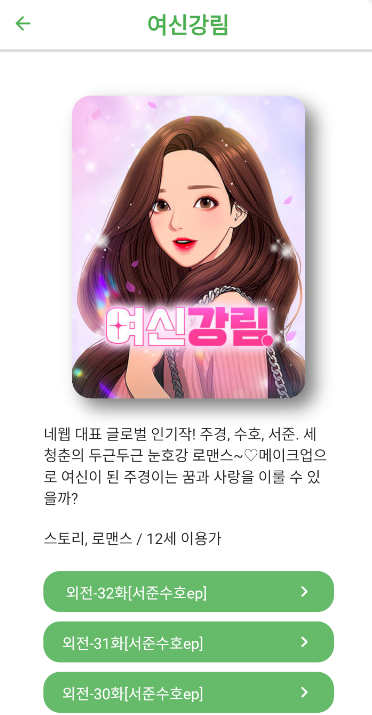 여신강림
여신강림
네웹 대표 글로벌 인기작! 주경, 수호, 서준. 세
청춘의 두근두근 눈호강 로맨스~♡메이크업으
로 여신이 된 주경이는 꿈과 사랑을 이룰 수 있
을까?
스토리, 로맨스 / 12세 이용가
외전-32화[서준수호ep]
외전-31화[서준수호ep]
외전-30화[서준수호ep]